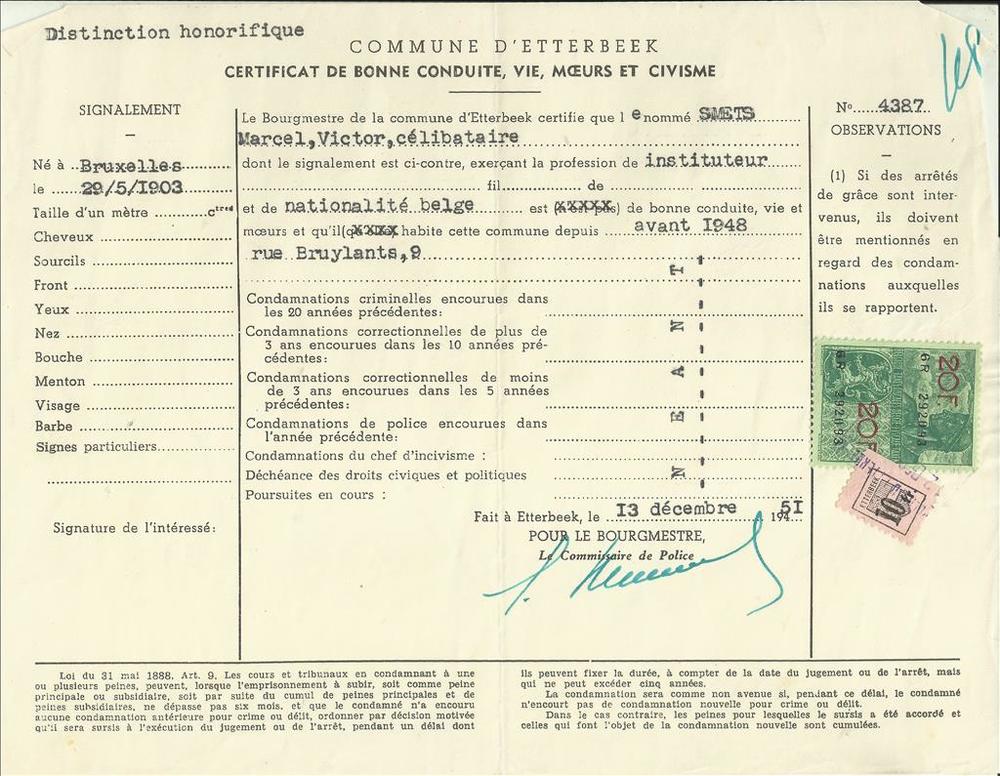 Distinction honorifique
COMMUNE D'ETTERBEEK
CERTIFICAT DE BONNE CONDUITE, VIE, MŒURS ET CIVISME
SIGNALEMENT
Né à Bruxelles
le 29/5/1903
Taille d'un mètre ............ ctres
Cheveux
Sourcils
Front
Yeux
Nez
Bouche
Menton
Visage
Barbe
Signes particuliers
Signature de l'intéressé:
Le Bourgmestre de la commune d'Etterbeek certifie que l e nommé SMETS
Marcel,Victor,célibataire
dont le signalement est ci-contre, exerçant la profession de instituteur
fil............ de
et de nationalité belge est (xxxxx) de bonne conduite, vie et
mœurs et qu'il(xxxx habite cette commune depuis avant 1948
rue Bruylants,9
Condamnations criminelles encourues dans
les 20 années précédentes:
Condamnations correctionnelles de plus de
3 ans encourues dans les 10 années pré-
cédentes:
Condamnations correctionnelles de moins
de 3 ans encourues dans les 5 années
précédentes:
Condamnations de police encourues dans
l'année précédente:
Condamnations du chef d'incivisme :
Déchéance des droits civiques et politiques
Poursuites en cours :
N E A N T
Fait à Etterbeek, le 13 décembre 194 51
POUR LE BOURGMESTRE,
Le Commissaire de Police
No 4387
OBSERVATIONS
(1) Si des arrêtés
de grâce sont inter-
venus, ils doivent
être mentionnés en
regard des condam-
nations auxquelles
ils se rapportent.
20F
20F
ETTERBEEK
10
Loi du 31 mai 1888. Art. 9. Les cours et tribunaux en condamnant à une
ou plusieurs peines, peuvent, lorsque l'emprisonnement à subir, soit comme peine
principale ou subsidiaire, soit par suite du cumul de peines principales et de
peines subsidiaires, ne dépasse pas six mois, et que le condamné n'a encouru
aucune condamnation antérieure pour crime ou délit, ordonner par décision motivée
qu'il sera sursis à l'exécution du jugement ou de l'arrêt, pendant un délai dont
ils peuvent fixer la durée, à compter de la date du jugement ou de l'arrêt, mais
qui ne peut excéder cinq années.
La condamnation sera comme non avenue si, pendant ce délai, le condamné
n'encourt pas de condamnation nouvelle pour crime ou délit.
Dans le cas contraire, les peines pour lesquelles le sursis a été accordé et
celles qui font l'objet de la condamnation nouvelle sont cumulées.